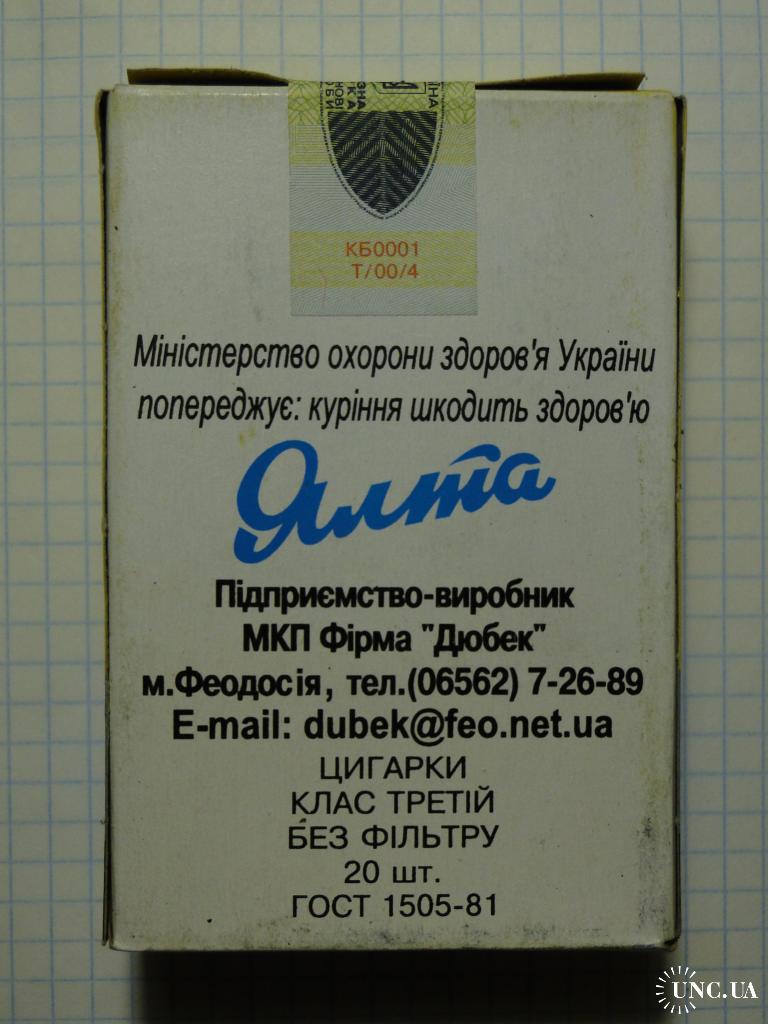 КБ0001
Т/00/4
Міністерство охорони здоров'я України
попереджує: куріння шкодить здоров'ю
Ялта
Підприємство-виробник
МКП Фірма "Дюбек"
м.Феодосія, тел.(06562) 7-26-89
E-mail: dubek@feo.net.ua
ЦИГАРКИ
КЛАС ТРЕТІЙ
БЕЗ ФІЛЬТРУ
20 шт.
ГОСТ 1505-81
UNC.UA